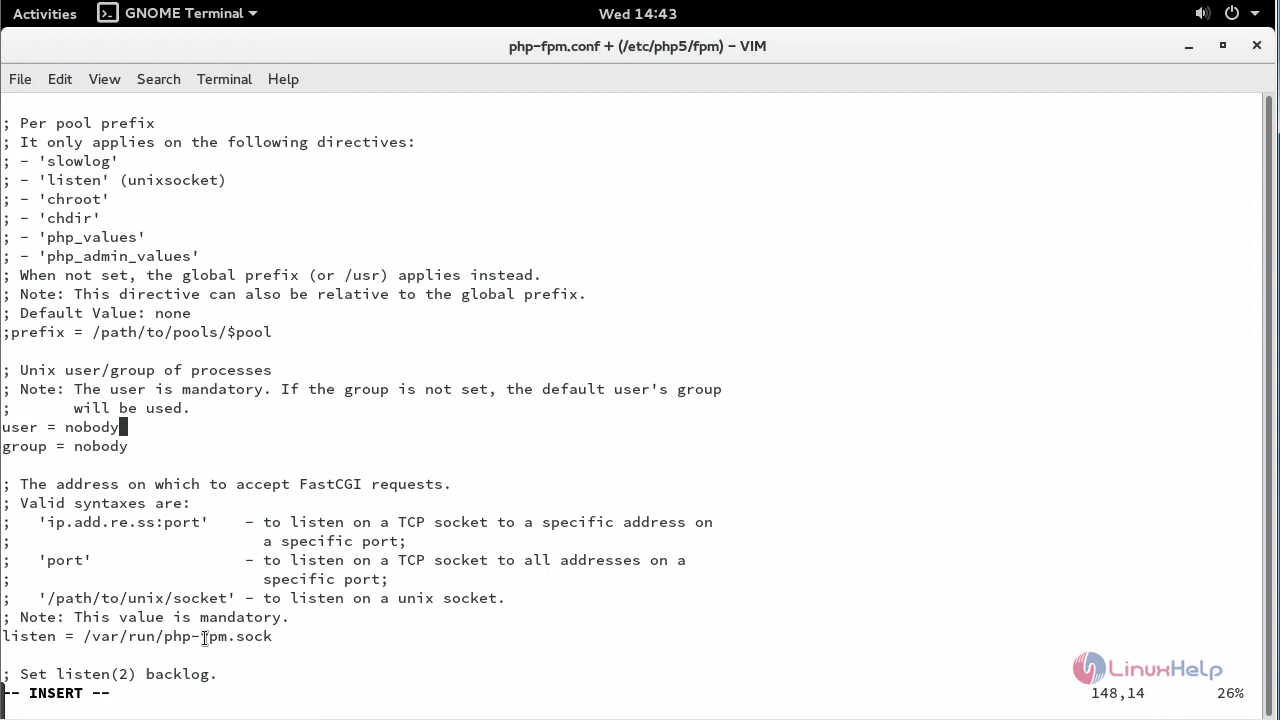 Activities GNOME Terminal Wed 14:43
php-fpm.conf + (/etc/php5/fpm) – VIM
File Edit View Search Terminal Help
; Per pool prefix
; It only applies on the following directives:
; - 'slowlog'
; - 'listen' (unixsocket)
; - 'chroot'
; - 'chdir'
; - 'php_values'
; - 'php_admin_values'
; When not set, the global prefix (or /usr) applies instead.
; Note: This directive can also be relative to the global prefix.
; Default Value: none
;prefix = /path/to/pools/$pool
; Unix user/group of processes
; Note: The user is mandatory. If the group is not set, the default user's group
;       will be used.
user = nobody
group = nobody
; The address on which to accept FastCGI requests.
; Valid syntaxes are:
;   'ip.add.re.ss:port'    - to listen on a TCP socket to a specific address on
;                            a specific port;
;   'port'                 - to listen on a TCP socket to all addresses on a
;                            specific port;
;   '/path/to/unix/socket' - to listen on a unix socket.
; Note: This value is mandatory.
listen = /var/run/php-fpm.sock
; Set listen(2) backlog.
LinuxHelp
-- INSERT -- 148,14 26%